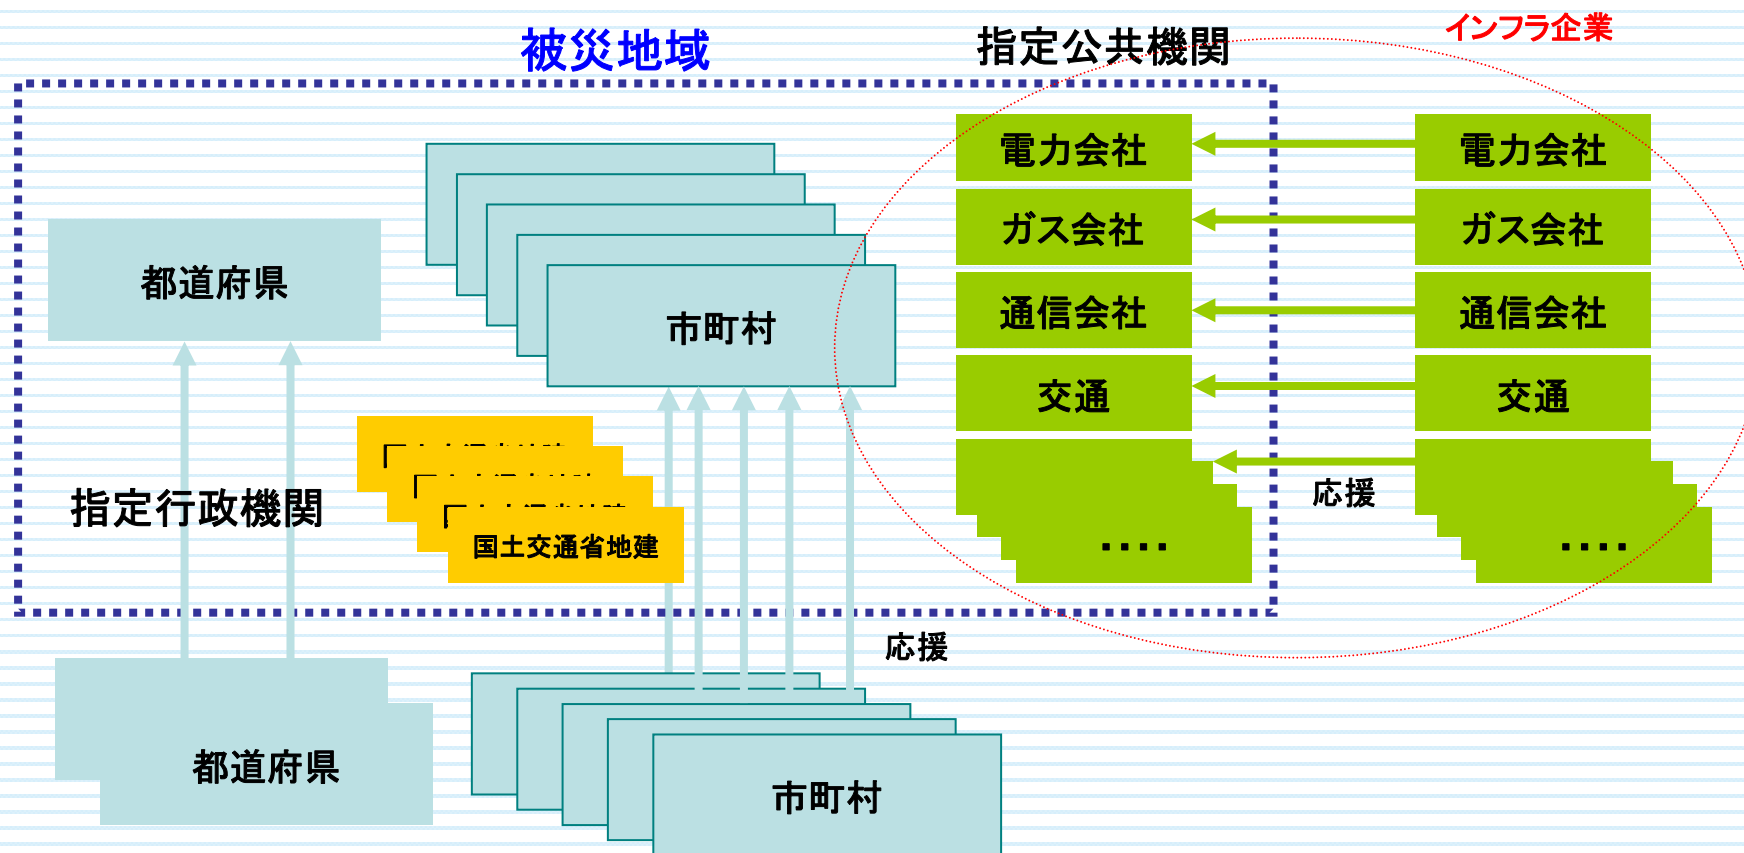 被災地域
指定公共機関
インフラ企業
電力会社
電力会社
ガス会社
ガス会社
都道府県
通信会社
通信会社
市町村
交通
交通
指定行政機関
応援
国土交通省地建
････
････
応援
都道府県
市町村